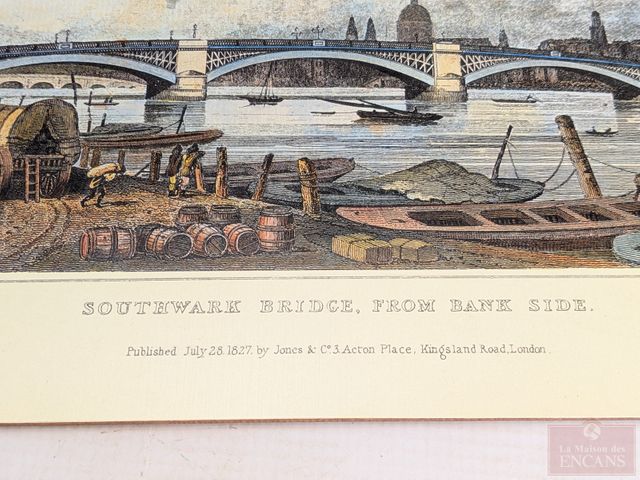 SOUTHWARK BRIDGE, FROM BANK SIDE.
Published July 28. 1827. by Jones & Co. 3. Acton Place, Kingsland Road, London.
La Maison des
ENCANS